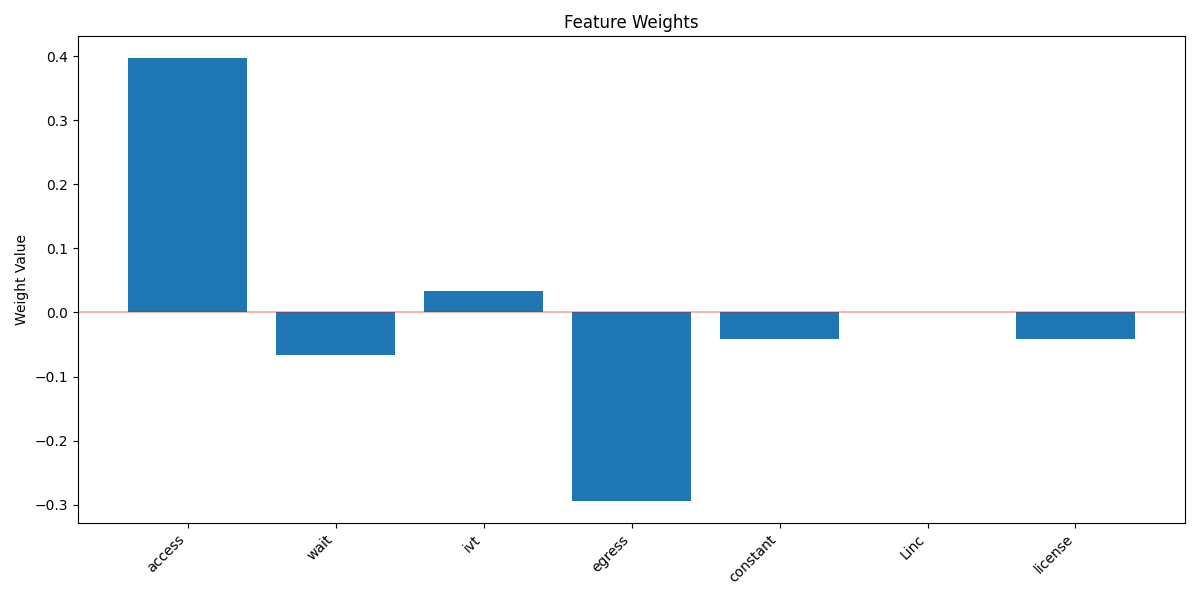 Feature Weights
Weight Value
0.4
0.3
0.2
0.1
0.0
−0.1
−0.2
−0.3
access
wait
ivt
egress
constant
Linc
license